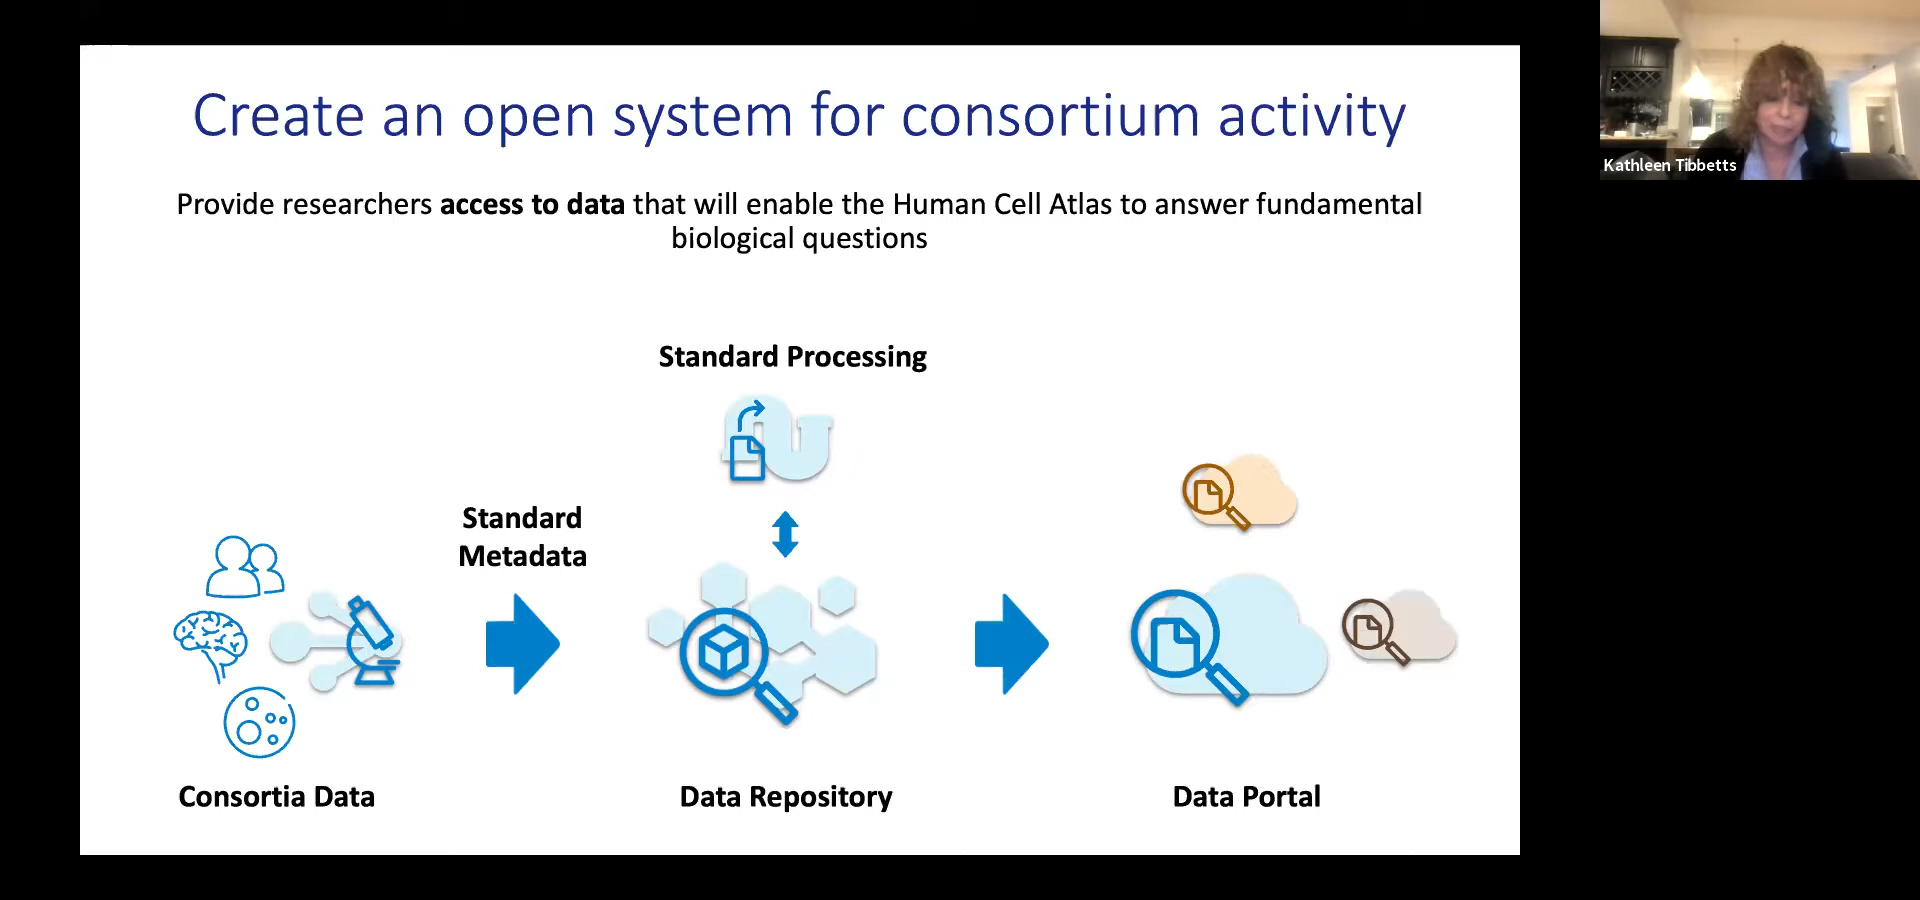 Create an open system for consortium activity
Provide researchers access to data that will enable the Human Cell Atlas to answer fundamental
biological questions
Standard Processing
Standard
Metadata
Consortia Data
Data Repository
Data Portal
Kathleen Tibbetts